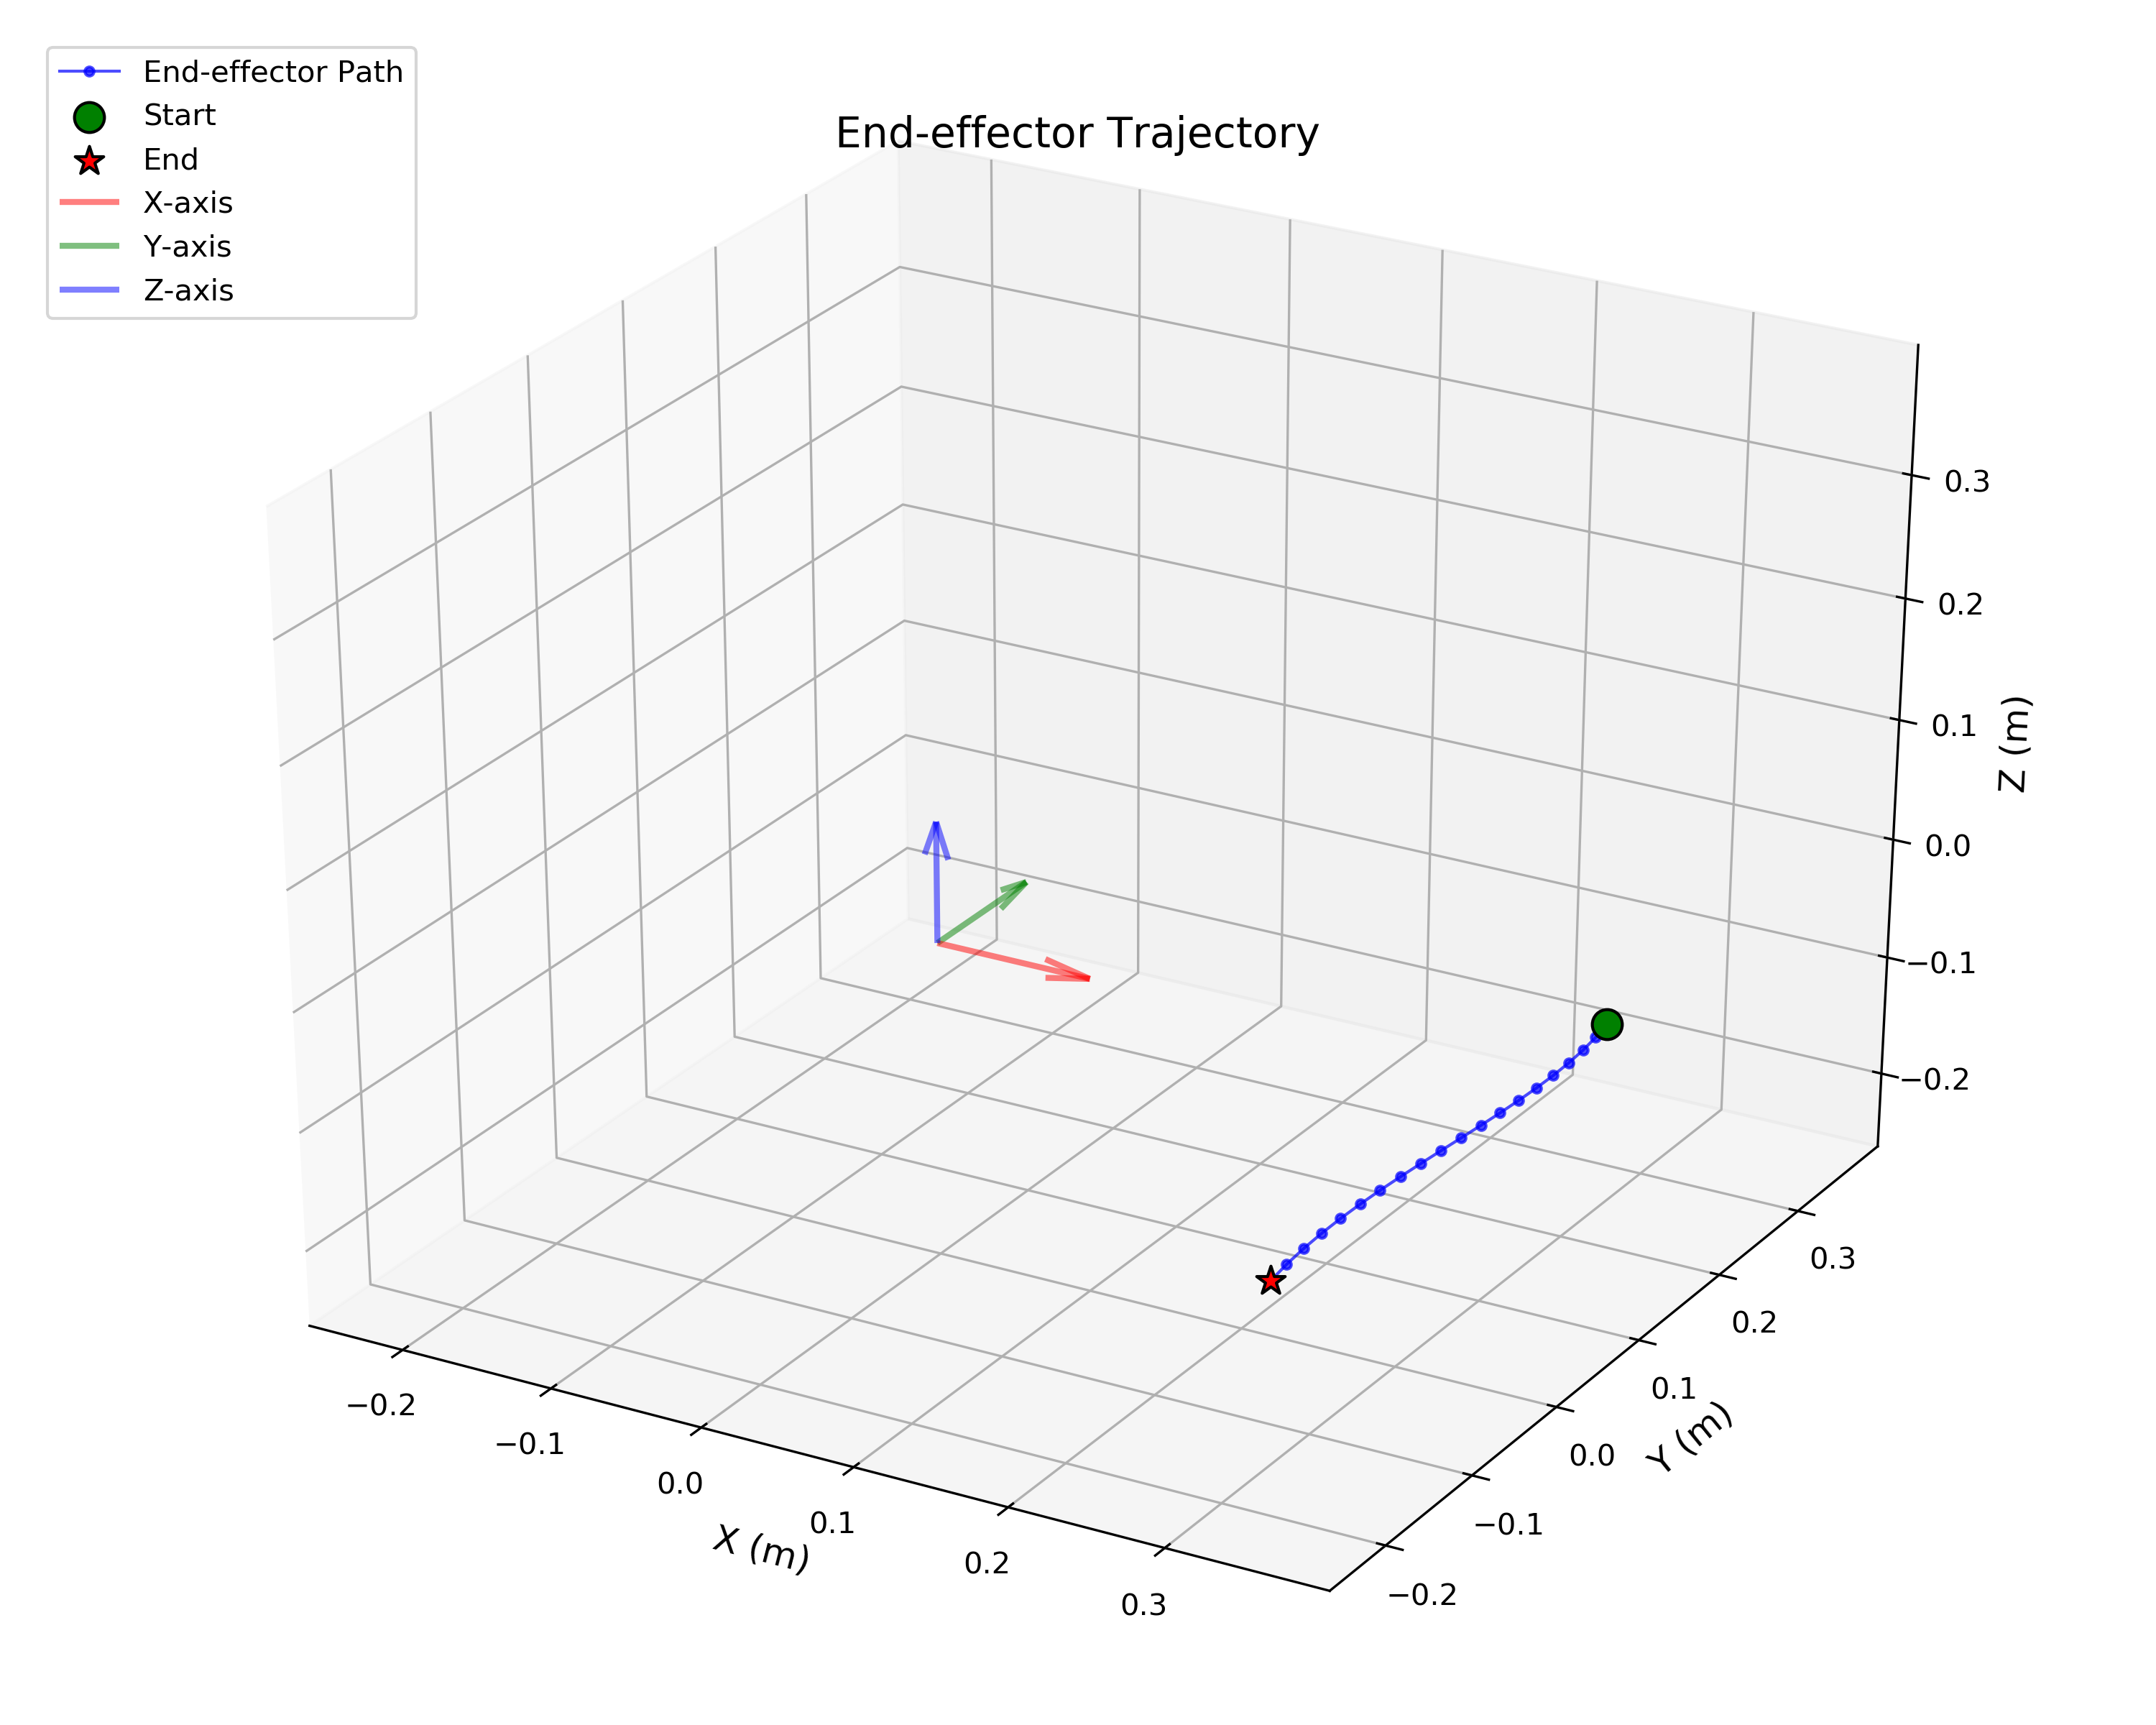 End-effector Path
Start
End
X-axis
Y-axis
Z-axis
End-effector Trajectory
0.3
0.2
0.1
0.0
−0.1
−0.2
Z (m)
−0.2
−0.1
0.0
0.1
0.2
0.3
X (m)
0.3
0.2
0.1
0.0
−0.1
−0.2
Y (m)